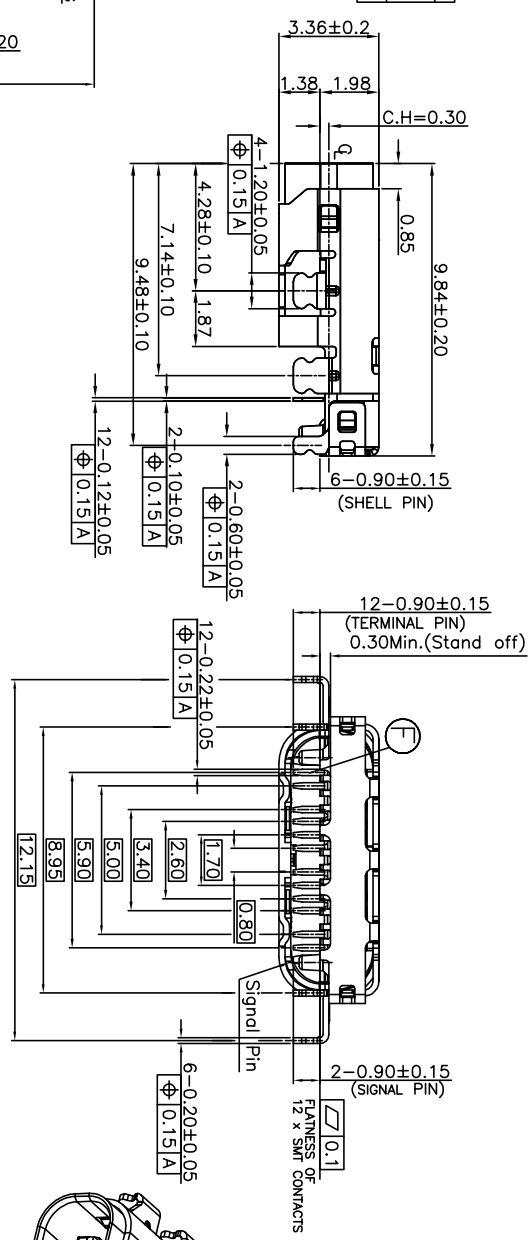 20
3.36±0.2
1.38
1.98
C.H=0.30
4-1.20±0.05
⌖ 0.15 A
4.28±0.10
1.87
7.14±0.10
9.48±0.10
0.85
9.84±0.20
12-0.12±0.05
⌖ 0.15 A
2-0.10±0.05
⌖ 0.15 A
2-0.60±0.05
⌖ 0.15 A
6-0.90±0.15
(SHELL PIN)
12-0.90±0.15
(TERMINAL PIN)
0.30Min.(Stand off)
12-0.22±0.05
⌖ 0.15 A
F
0.80
1.70
2.60
3.40
5.00
5.90
8.95
12.15
Signal Pin
2-0.90±0.15
(SIGNAL PIN)
⏥ 0.1
FLATNESS OF
12 x SMT CONTACTS
6-0.20±0.05
⌖ 0.15 A